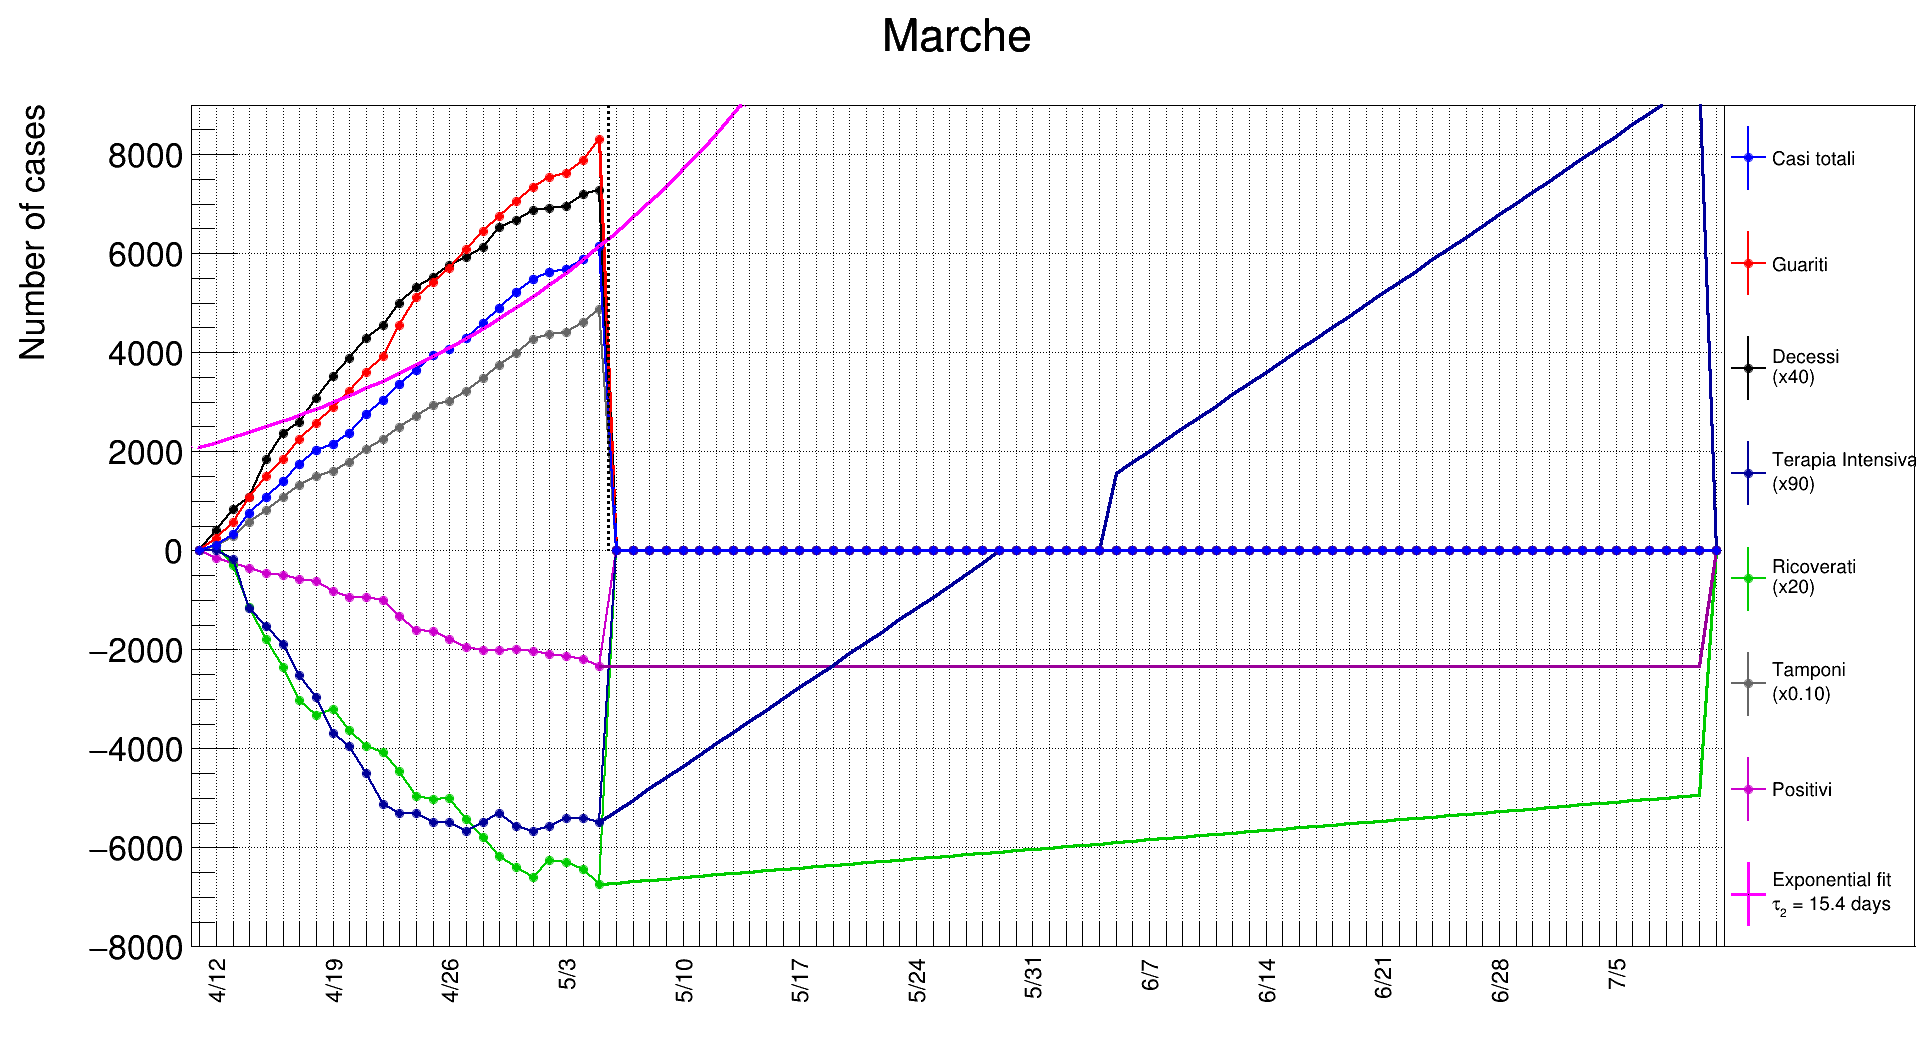 Marche
Number of cases
8000
6000
4000
2000
0
−2000
−4000
−6000
−8000
4/12
4/19
4/26
5/3
5/10
5/17
5/24
5/31
6/7
6/14
6/21
6/28
7/5
Casi totali
Guariti
Decessi
(x40)
Terapia Intensiva
(x90)
Ricoverati
(x20)
Tamponi
(x0.10)
Positivi
Exponential fit
τ2 = 15.4 days